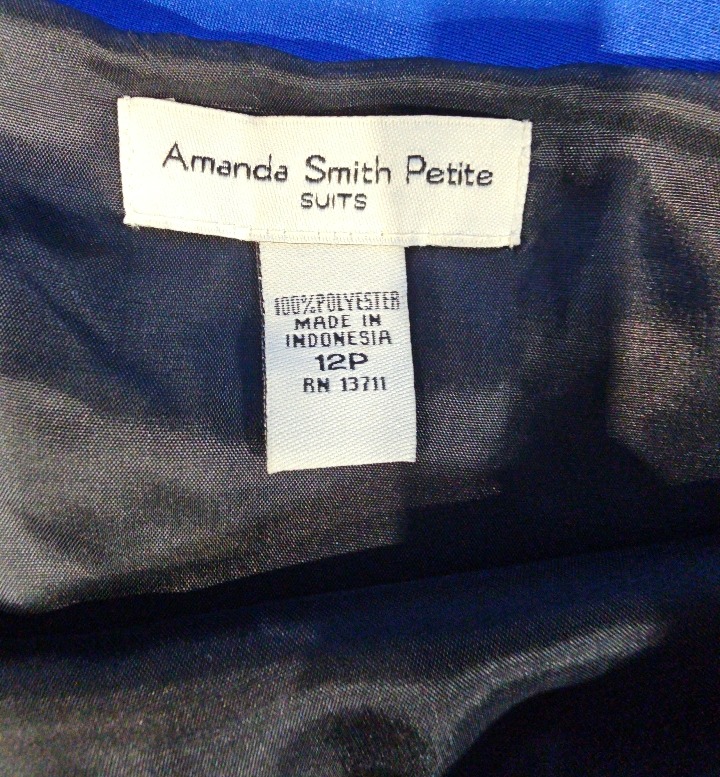 Amanda Smith Petite
SUITS
100%POLYESTER
MADE IN
INDONESIA
12P
RN 13711